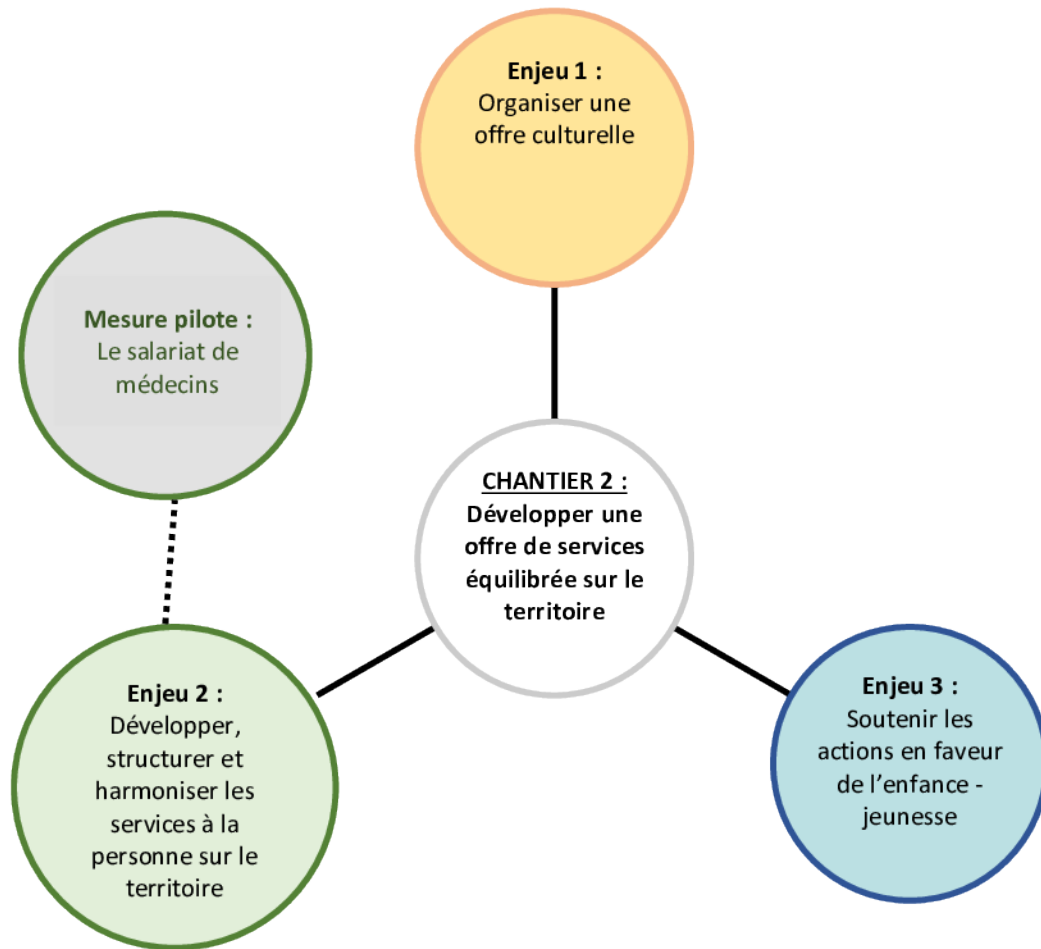 Enjeu 1 :
Organiser une
offre culturelle
Mesure pilote :
Le salariat de
médecins
CHANTIER 2 :
Développer une
offre de services
équilibrée sur le
territoire
Enjeu 2 :
Développer,
structurer et
harmoniser les
services à la
personne sur le
territoire
Enjeu 3 :
Soutenir les
actions en faveur
de l’enfance -
jeunesse